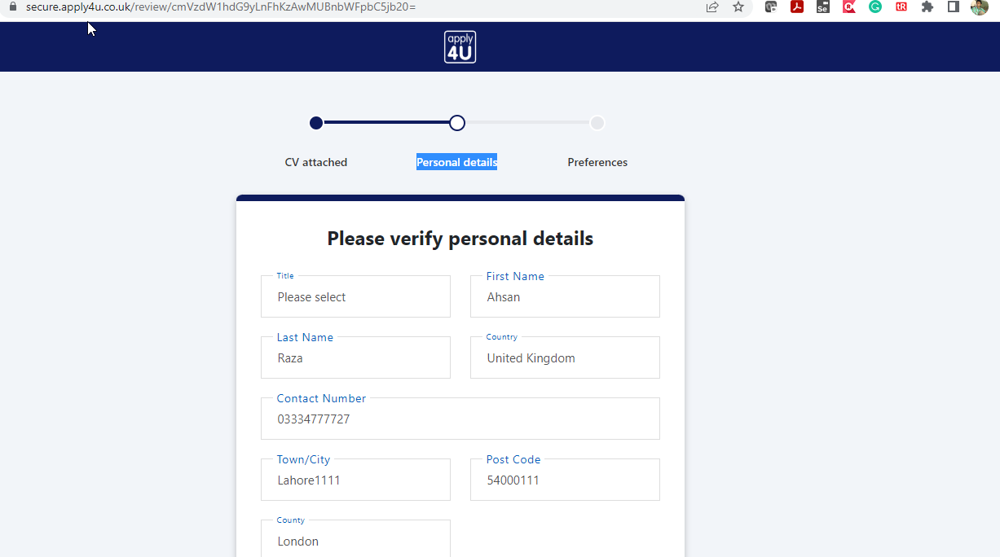 secure.apply4u.co.uk/review/cmVzdW1hdG9yLnFhKzAwMUBnbWFpbC5jb20=
Se
R
G
tR
apply
4U
CV attached
Personal details
Preferences
Please verify personal details
Title
First Name
Please select
Ahsan
Last Name
Country
Raza
United Kingdom
Contact Number
03334777727
Town/City
Post Code
Lahore1111
54000111
County
London